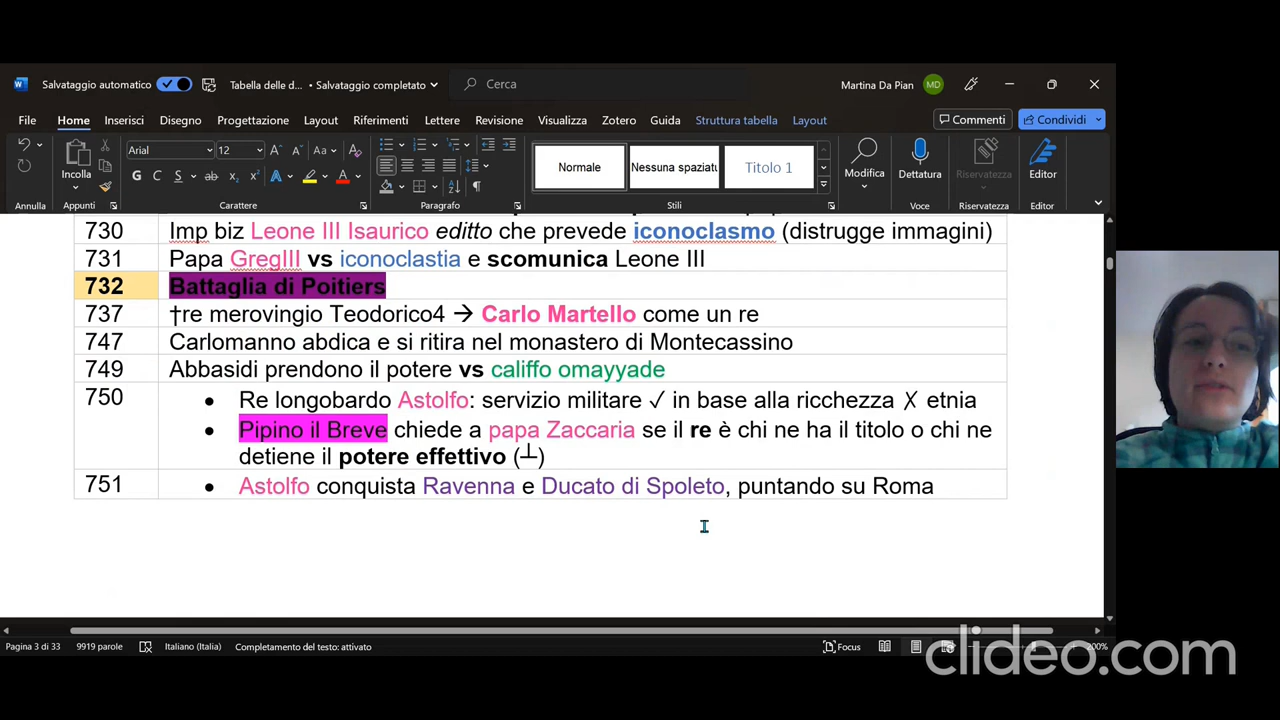 Salvataggio automatico
Tabella delle d... • Salvataggio completato
Cerca
Martina Da Pian
MD
File Home Inserisci Disegno Progettazione Layout Riferimenti Lettere Revisione Visualizza Zotero Guida Struttura tabella Layout
Commenti
Condividi
Incolla
Arial
12
Aa
G C S ab x₂ x² A A
Normale
Nessuna spaziatu
Titolo 1
Modifica
Dettatura
Riservatezza
Editor
Annulla Appunti Carattere Paragrafo Stili Voce Riservatezza Editor
730 Imp biz Leone III Isaurico editto che prevede iconoclasmo (distrugge immagini)
731 Papa GregIII vs iconoclastia e scomunica Leone III
732 Battaglia di Poitiers
737 †re merovingio Teodorico4 → Carlo Martello come un re
747 Carlomanno abdica e si ritira nel monastero di Montecassino
749 Abbasidi prendono il potere vs califfo omayyade
750 • Re longobardo Astolfo: servizio militare ✓ in base alla ricchezza ╳ etnia
• Pipino il Breve chiede a papa Zaccaria se il re è chi ne ha il titolo o chi ne
detiene il potere effettivo (┴)
751 • Astolfo conquista Ravenna e Ducato di Spoleto, puntando su Roma
Pagina 3 di 33 9919 parole Italiano (Italia) Completamento del testo: attivato Focus 200%
clideo.com